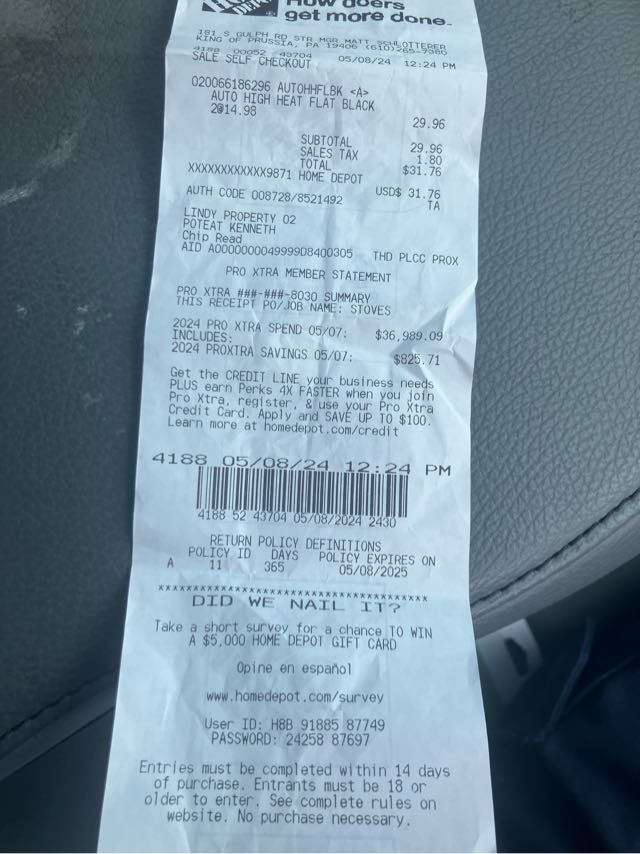 How doers
get more done.
181 S GULPH RD STR MGR MATT SCHLOTTERER
KING OF PRUSSIA, PA 19406 (610)265-7380
4188 00052 43704 05/08/24 12:24 PM
SALE SELF CHECKOUT
020066186296 AUTOHHFLBK <A>
AUTO HIGH HEAT FLAT BLACK
2@14.98 29.96
SUBTOTAL 29.96
SALES TAX 1.80
TOTAL $31.76
XXXXXXXXXXXX9871 HOME DEPOT
USD$ 31.76
AUTH CODE 008728/8521492 TA
LINDY PROPERTY 02
POTEAT KENNETH
Chip Read
AID A0000000049999D8400305 THD PLCC PROX
PRO XTRA MEMBER STATEMENT
PRO XTRA ###-###-8030 SUMMARY
THIS RECEIPT PO/JOB NAME: STOVES
2024 PRO XTRA SPEND 05/07: $36,989.09
INCLUDES:
2024 PROXTRA SAVINGS 05/07: $825.71
Get the CREDIT LINE your business needs
PLUS earn Perks 4X FASTER when you join
Pro Xtra, register, & use your Pro Xtra
Credit Card. Apply and SAVE UP TO $100.
Learn more at homedepot.com/credit
4188 05/08/24 12:24 PM
4188 52 43704 05/08/2024 2430
RETURN POLICY DEFINITIONS
POLICY ID DAYS POLICY EXPIRES ON
A 11 365 05/08/2025
****************************************
DID WE NAIL IT?
Take a short survey for a chance TO WIN
A $5,000 HOME DEPOT GIFT CARD
Opine en español
www.homedepot.com/survey
User ID: H8B 91885 87749
PASSWORD: 24258 87697
Entries must be completed within 14 days
of purchase. Entrants must be 18 or
older to enter. See complete rules on
website. No purchase necessary.